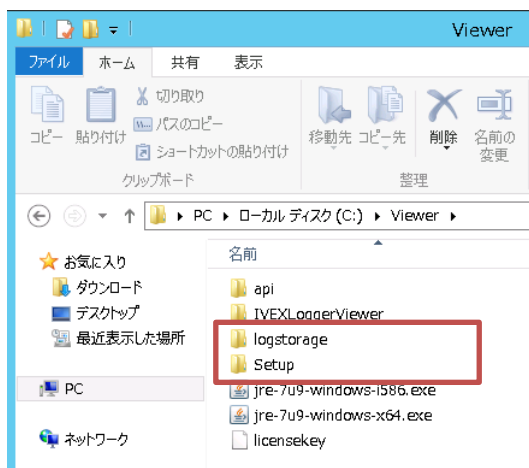 Viewer
ファイル ホーム 共有 表示
コピー 貼り付け 切り取り
パスのコピー
ショートカットの貼り付け
移動先 コピー先 削除 名前の
変更
クリップボード 整理
PC ローカル ディスク (C:) Viewer
お気に入り
ダウンロード
デスクトップ
最近表示した場所
PC
ネットワーク
名前
api
IVEXLoggerViewer
logstorage
Setup
jre-7u9-windows-i586.exe
jre-7u9-windows-x64.exe
licensekey